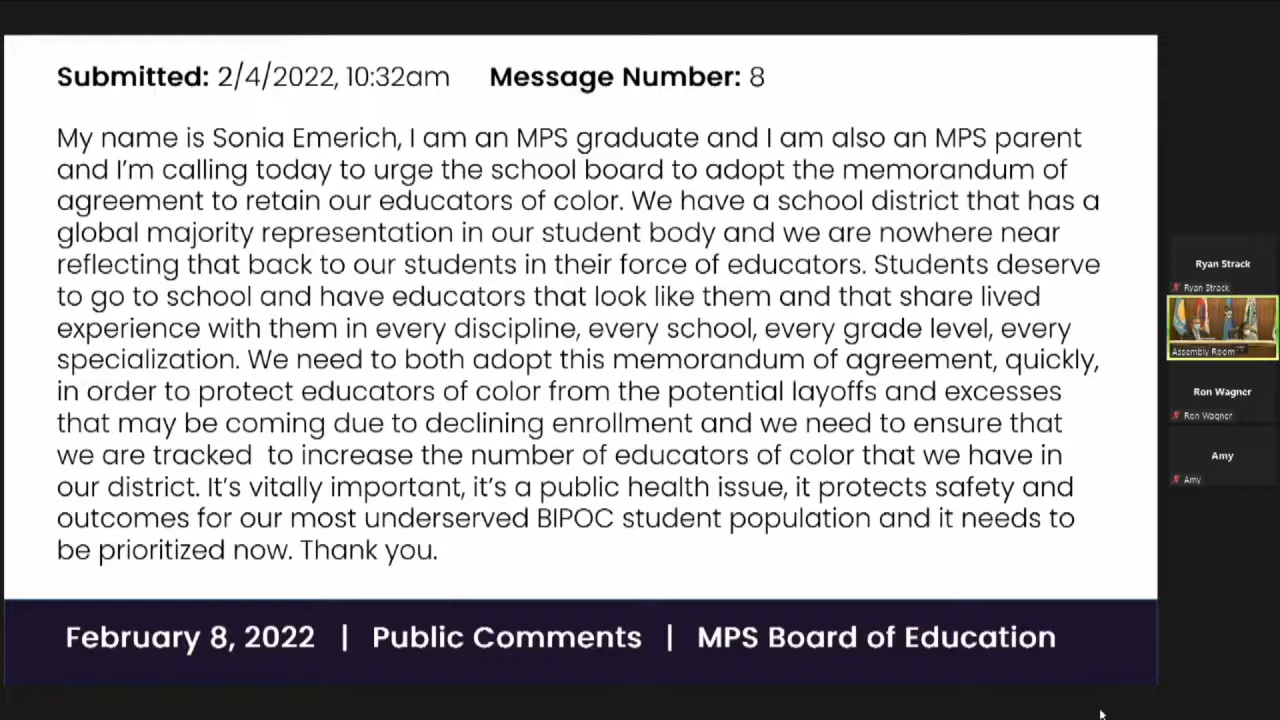 Submitted: 2/4/2022, 10:32am Message Number: 8
My name is Sonia Emerich, I am an MPS graduate and I am also an MPS parent
and I'm calling today to urge the school board to adopt the memorandum of
agreement to retain our educators of color. We have a school district that has a
global majority representation in our student body and we are nowhere near
reflecting that back to our students in their force of educators. Students deserve
to go to school and have educators that look like them and that share lived
experience with them in every discipline, every school, every grade level, every
specialization. We need to both adopt this memorandum of agreement, quickly,
in order to protect educators of color from the potential layoffs and excesses
that may be coming due to declining enrollment and we need to ensure that
we are tracked  to increase the number of educators of color that we have in
our district. It's vitally important, it's a public health issue, it protects safety and
outcomes for our most underserved BIPOC student population and it needs to
be prioritized now. Thank you.
February 8, 2022 | Public Comments | MPS Board of Education
Ryan Strack
Ryan Strack
Assembly Room
Ron Wagner
Ron Wagner
Amy
Amy